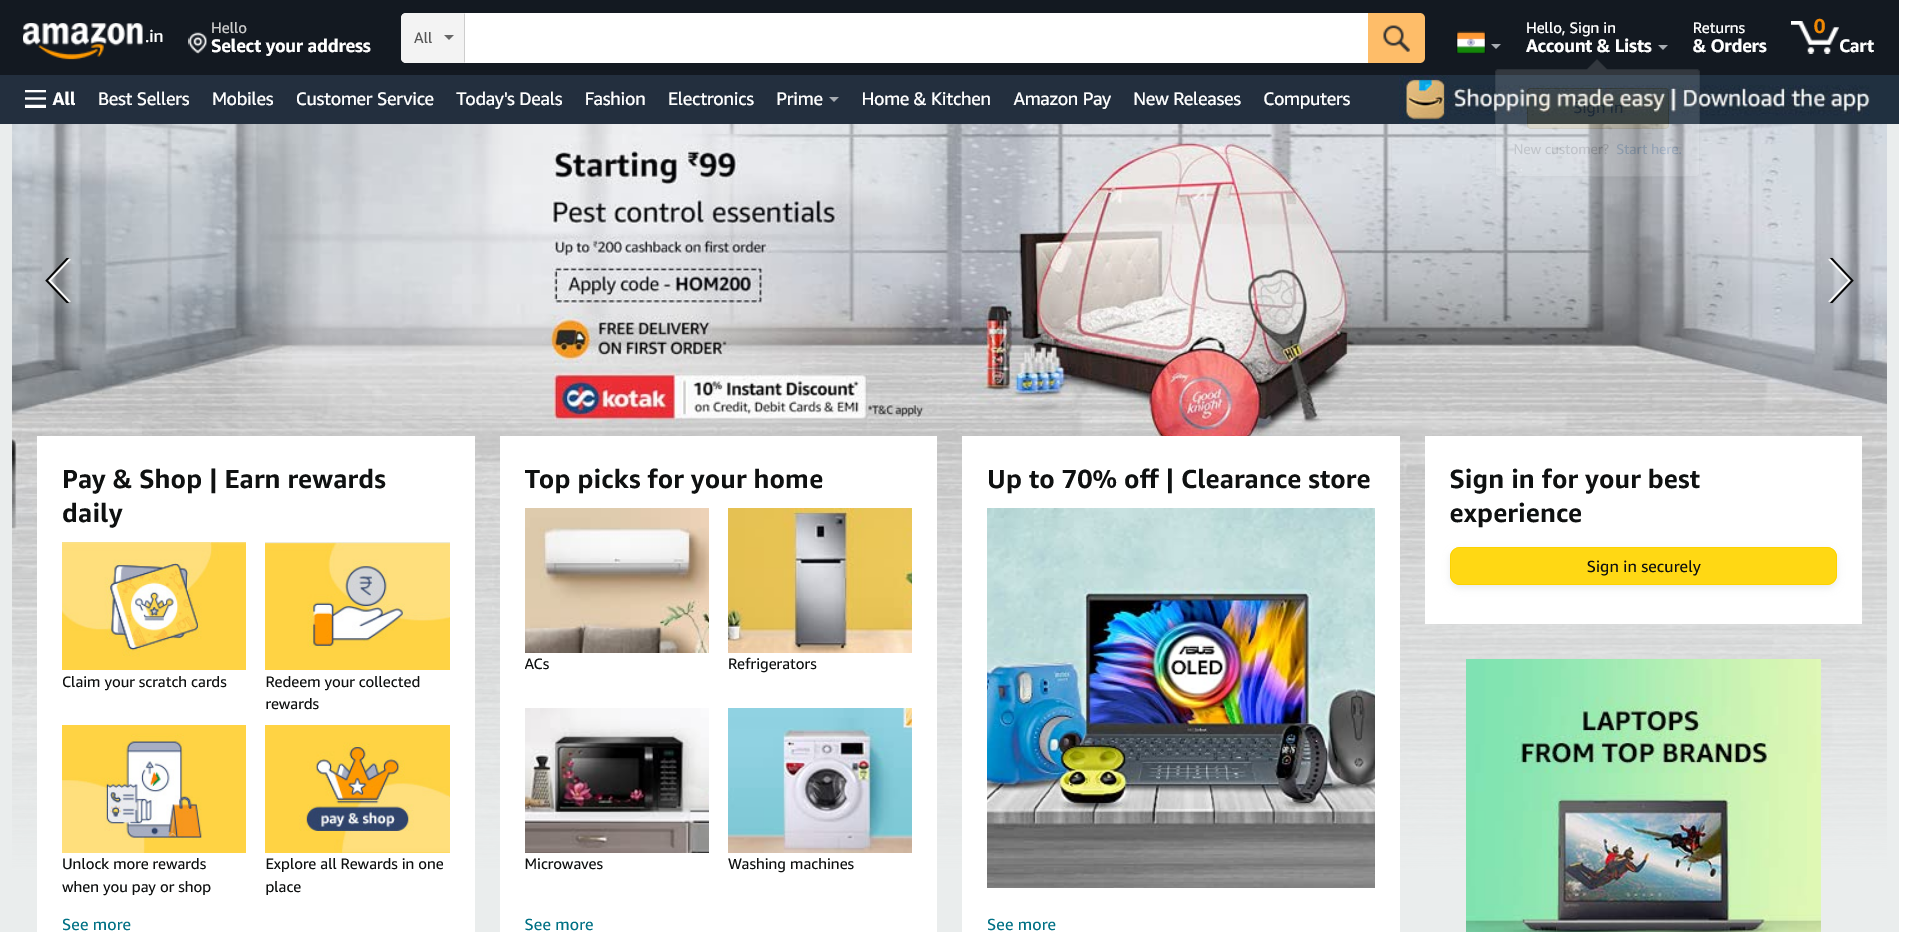 amazon.in
Hello
Select your address
All
0
Hello, Sign in
Account & Lists
Returns
& Orders
Cart
All Best Sellers Mobiles Customer Service Today's Deals Fashion Electronics Prime Home & Kitchen Amazon Pay New Releases Computers
Shopping made easy | Download the app
Sign in
New customer? Start here.
Starting ₹99
Pest control essentials
Up to ₹200 cashback on first order
Apply code - HOM200
FREE DELIVERY
ON FIRST ORDER*
kotak
10% Instant Discount*
on Credit, Debit Cards & EMI
*T&C apply
HIT
Good
knight
Pay & Shop | Earn rewards
daily
Claim your scratch cards
Redeem your collected
rewards
pay & shop
Unlock more rewards
when you pay or shop
Explore all Rewards in one
place
See more
Top picks for your home
ACs
Refrigerators
Microwaves
Washing machines
See more
Up to 70% off | Clearance store
ASUS
OLED
See more
Sign in for your best
experience
Sign in securely
LAPTOPS
FROM TOP BRANDS